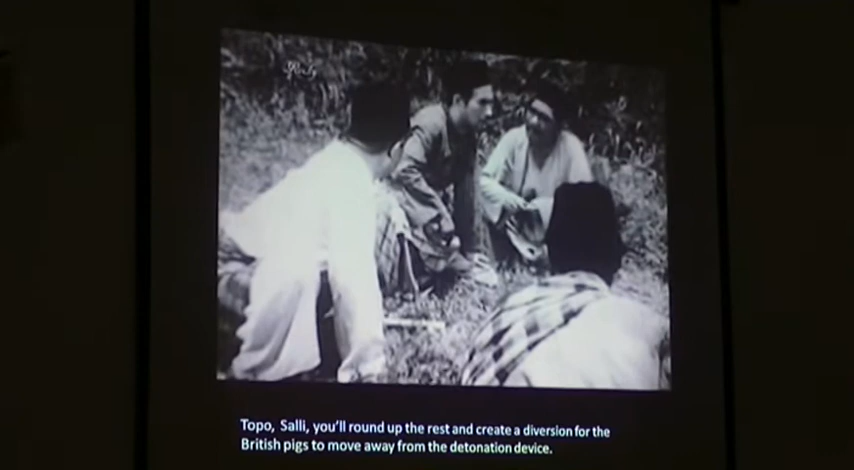 Topo, Salli, you'll round up the rest and create a diversion for the
British pigs to move away from the detonation device.